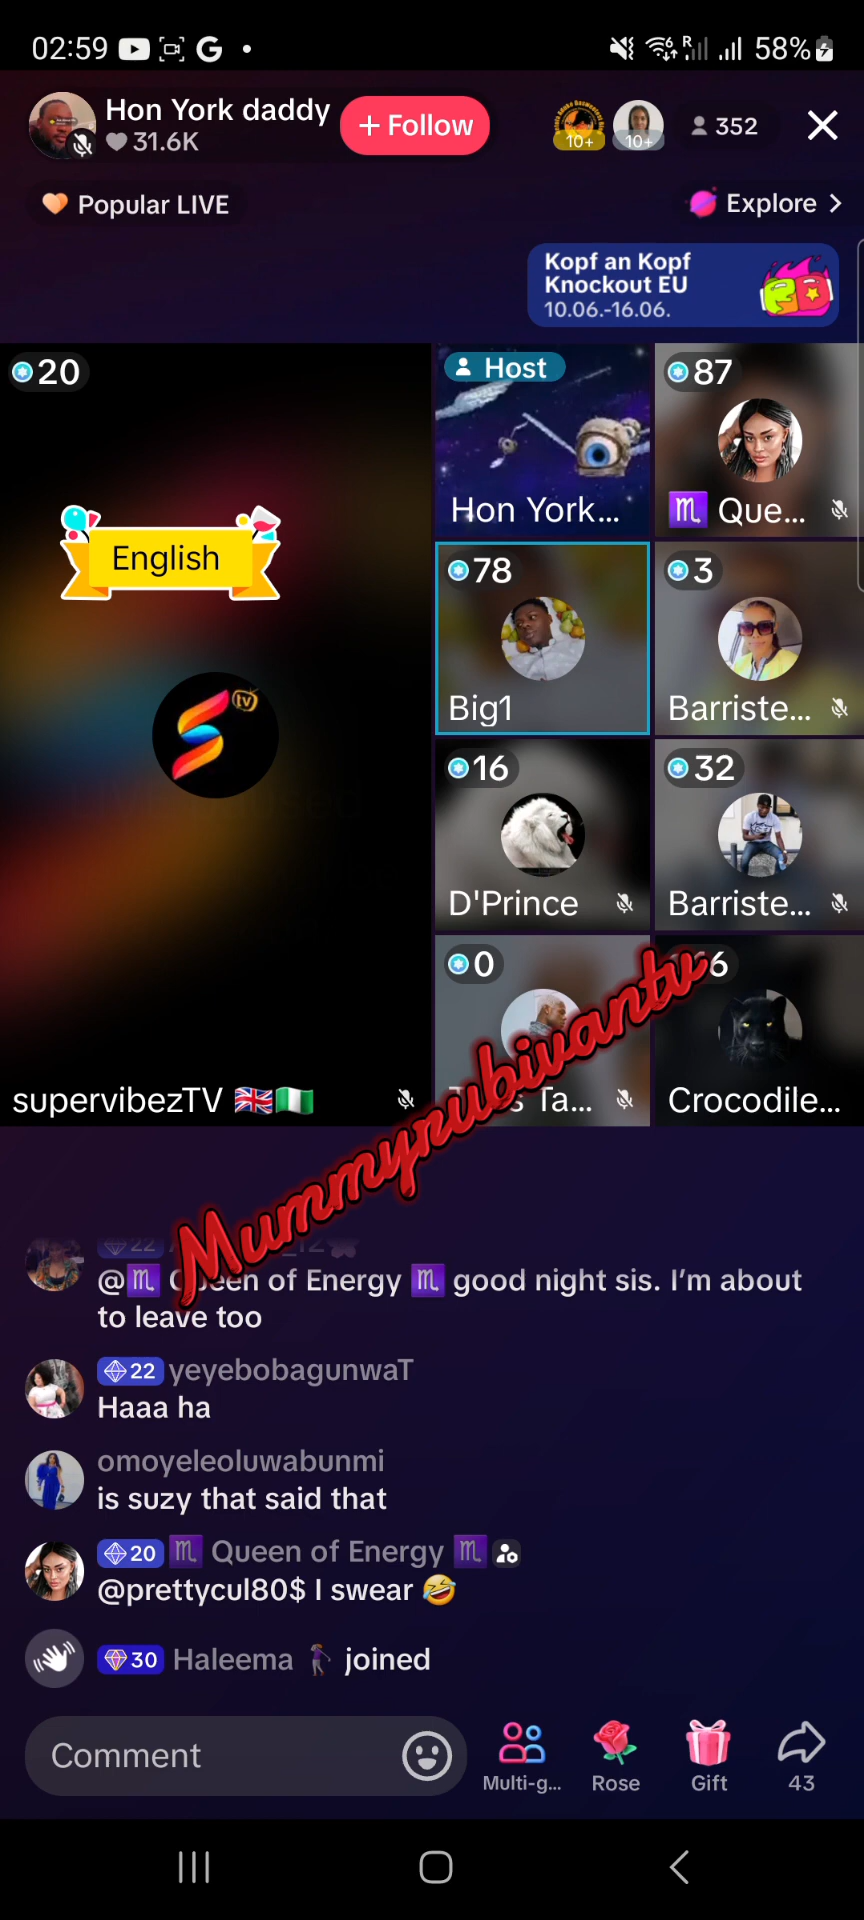 02:59
58%
Hon York daddy
31.6K
+ Follow
10+
10+
352
Popular LIVE
Explore >
Kopf an Kopf
Knockout EU
10.06.-16.06.
20
English
tv
supervibezTV 🇬🇧🇳🇬
Host
Hon York...
87
♏ Que...
78
Big1
3
Barriste...
16
D'Prince
32
Barriste...
0
Ta...
Crocodile...
Mummyrubivantv
22
@♏ Queen of Energy ♏ good night sis. I'm about
to leave too
22 yeyebobagunwaT
Haaa ha
omoyeleoluwabunmi
is suzy that said that
20 ♏ Queen of Energy ♏
@prettycul80$ I swear 🤣
30 Haleema joined
Comment
Multi-g...
Rose
Gift
43